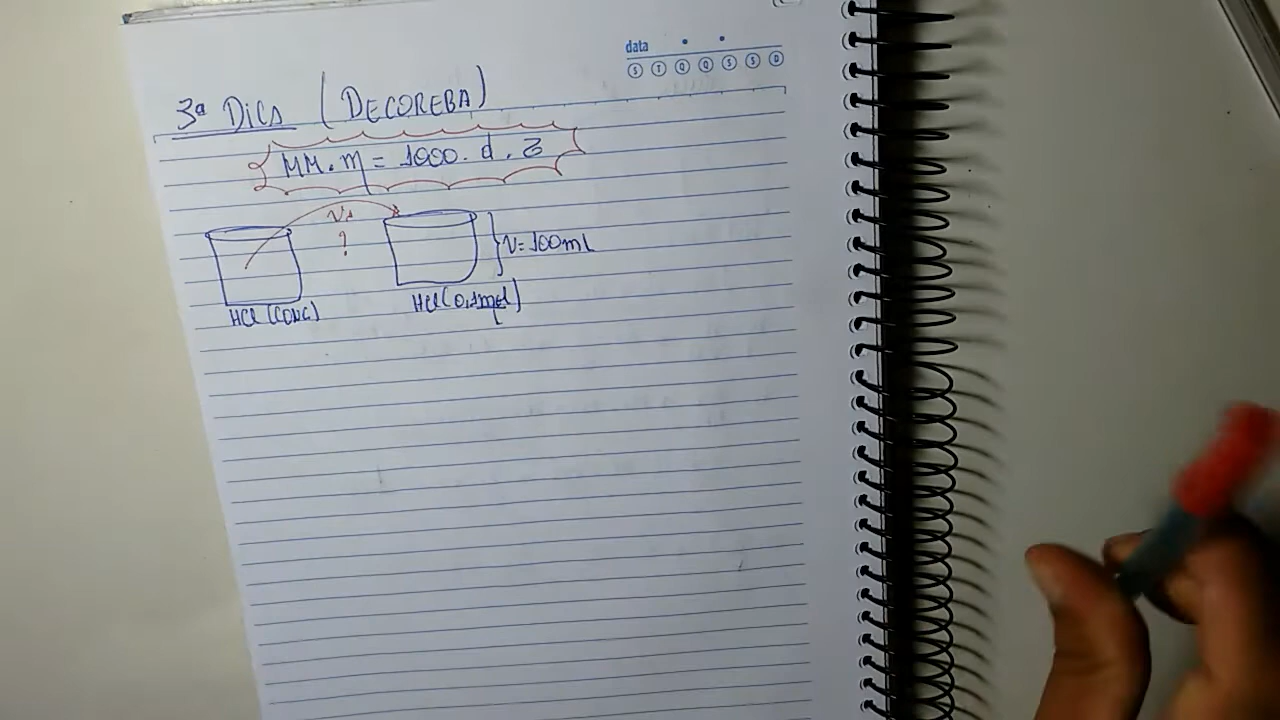 data
S T Q Q S S D
3ª DICA (DECOREBA)
MM.M = 1000.d.Z
V1
?
V=100ml
HCl (CONC)
HCl (0,1mol/L)